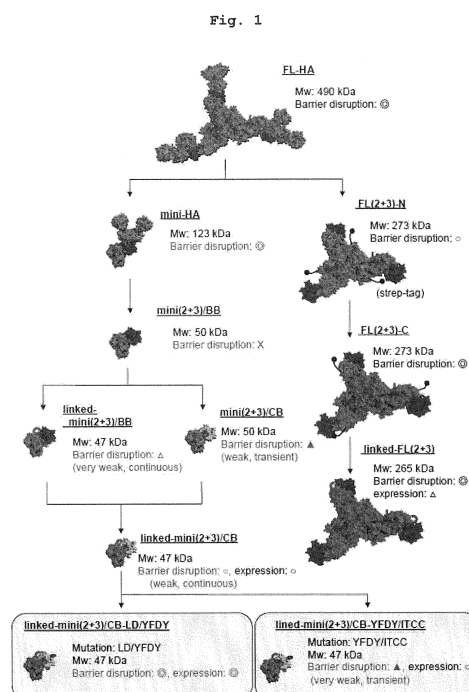 Fig. 1
FL-HA
Mw: 490 kDa
Barrier disruption: ◎
mini-HA
Mw: 123 kDa
Barrier disruption: ◎
FL(2+3)-N
Mw: 273 kDa
Barrier disruption: ○
(strep-tag)
mini(2+3)/BB
Mw: 50 kDa
Barrier disruption: X
FL(2+3)-C
Mw: 273 kDa
Barrier disruption: ◎
linked-
mini(2+3)/BB
Mw: 47 kDa
Barrier disruption: △
(very weak, continuous)
mini(2+3)/CB
Mw: 50 kDa
Barrier disruption: ▲
(weak, transient)
linked-FL(2+3)
Mw: 265 kDa
Barrier disruption: ◎
expression: △
linked-mini(2+3)/CB
Mw: 47 kDa
Barrier disruption: ○, expression: ○
(weak, continuous)
linked-mini(2+3)/CB-LD/YFDY
Mutation: LD/YFDY
Mw: 47 kDa
Barrier disruption: ◎, expression: ◎
lined-mini(2+3)/CB-YFDY/ITCC
Mutation: YFDY/ITCC
Mw: 47 kDa
Barrier disruption: ▲, expression: ○
(very weak, transient)